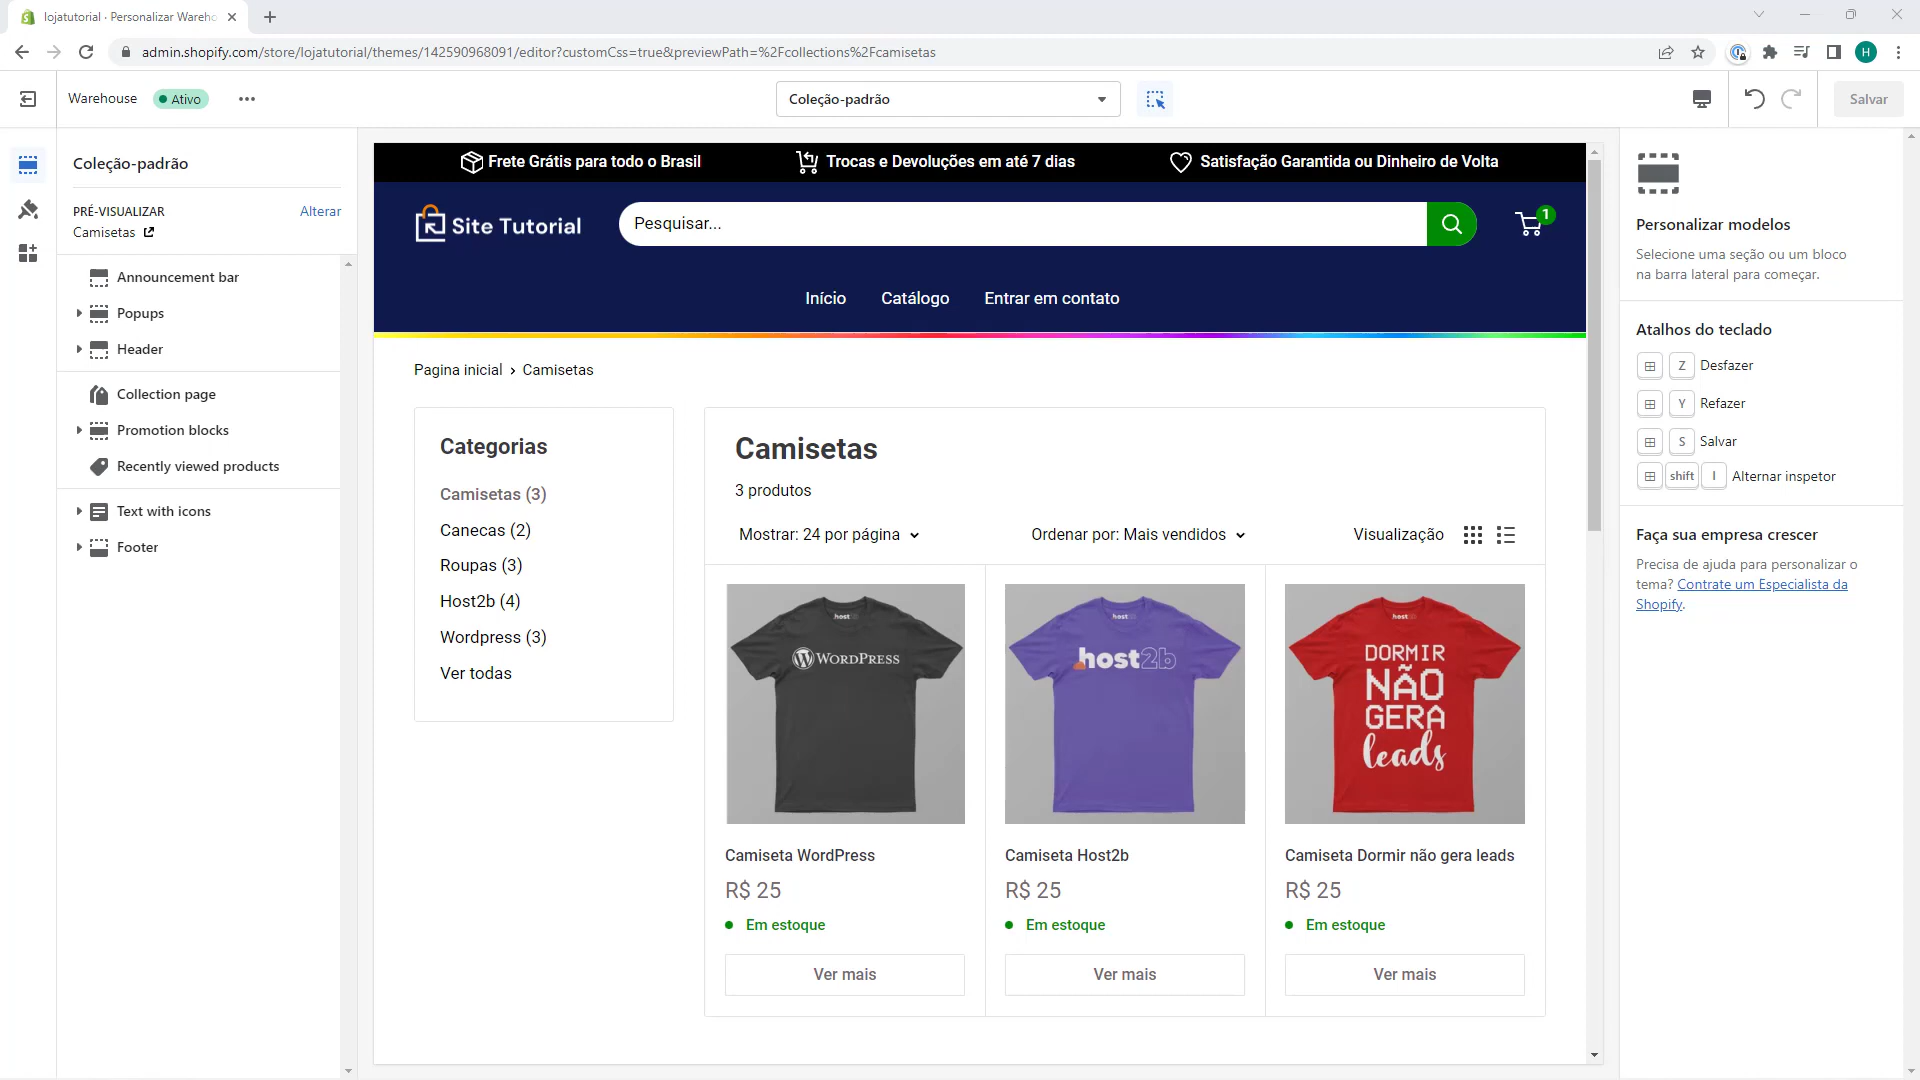 lojatutorial · Personalizar Wareho
admin.shopify.com/store/lojatutorial/themes/142590968091/editor?customCss=true&previewPath=%2Fcollections%2Fcamisetas
H
Warehouse
Ativo
Coleção-padrão
Salvar
Coleção-padrão
PRÉ-VISUALIZAR
Alterar
Camisetas
Announcement bar
Popups
Header
Collection page
Promotion blocks
Recently viewed products
Text with icons
Footer
Frete Grátis para todo o Brasil
Trocas e Devoluções em até 7 dias
Satisfação Garantida ou Dinheiro de Volta
Site Tutorial
Pesquisar...
1
Início
Catálogo
Entrar em contato
Pagina inicial › Camisetas
Categorias
Camisetas (3)
Canecas (2)
Roupas (3)
Host2b (4)
Wordpress (3)
Ver todas
Camisetas
3 produtos
Mostrar: 24 por página
Ordenar por: Mais vendidos
Visualização
host2b
WORDPRESS
Camiseta WordPress
R$ 25
Em estoque
Ver mais
host2b
host2b
Camiseta Host2b
R$ 25
Em estoque
Ver mais
host2b
DORMIR
NÃO
GERA
leads
Camiseta Dormir não gera leads
R$ 25
Em estoque
Ver mais
Personalizar modelos
Selecione uma seção ou um bloco
na barra lateral para começar.
Atalhos do teclado
Z Desfazer
Y Refazer
S Salvar
shift I Alternar inspetor
Faça sua empresa crescer
Precisa de ajuda para personalizar o
tema? Contrate um Especialista da
Shopify.